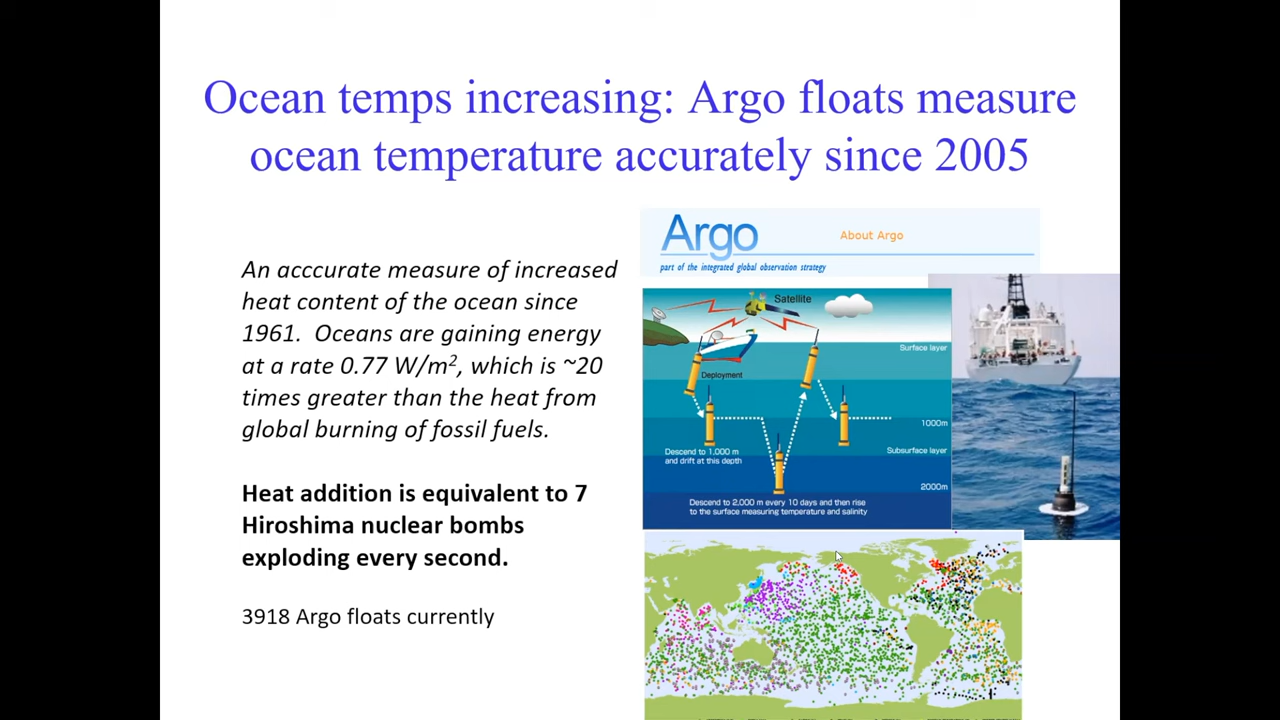 Ocean temps increasing: Argo floats measure
ocean temperature accurately since 2005
An acccurate measure of increased
heat content of the ocean since
1961. Oceans are gaining energy
at a rate 0.77 W/m², which is ~20
times greater than the heat from
global burning of fossil fuels.
Heat addition is equivalent to 7
Hiroshima nuclear bombs
exploding every second.
3918 Argo floats currently
Argo
About Argo
part of the integrated global observation strategy
Satellite
Surface layer
Deployment
1000m
Descend to 1,000 m
and drift at this depth
Subsurface layer
2000m
Descend to 2,000 m every 10 days and then rise
to the surface measuring temperature and salinity